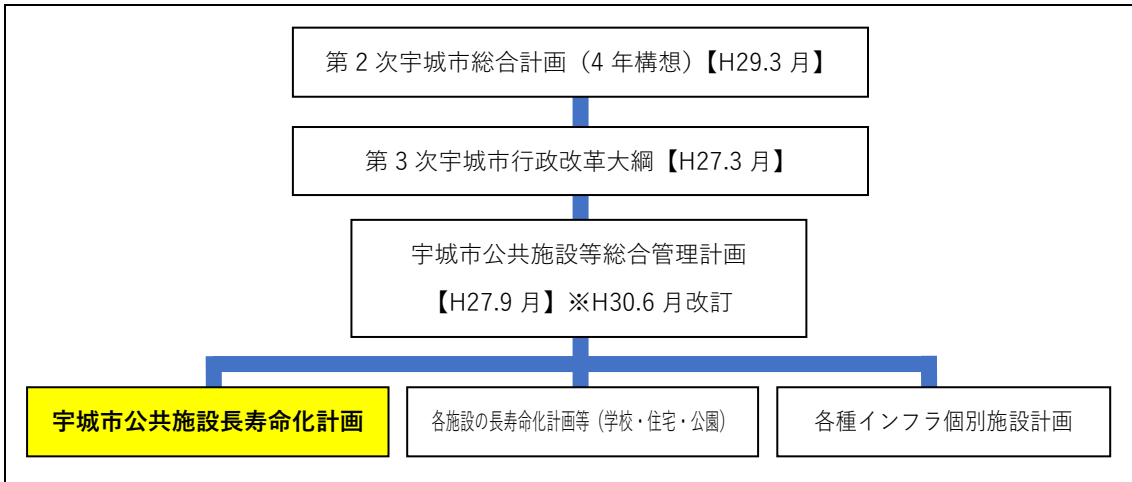 第 2 次宇城市総合計画（4 年構想）【H29.3 月】
第 3 次宇城市行政改革大綱【H27.3 月】
宇城市公共施設等総合管理計画
【H27.9 月】※H30.6 月改訂
宇城市公共施設長寿命化計画
各施設の長寿命化計画等（学校・住宅・公園）
各種インフラ個別施設計画